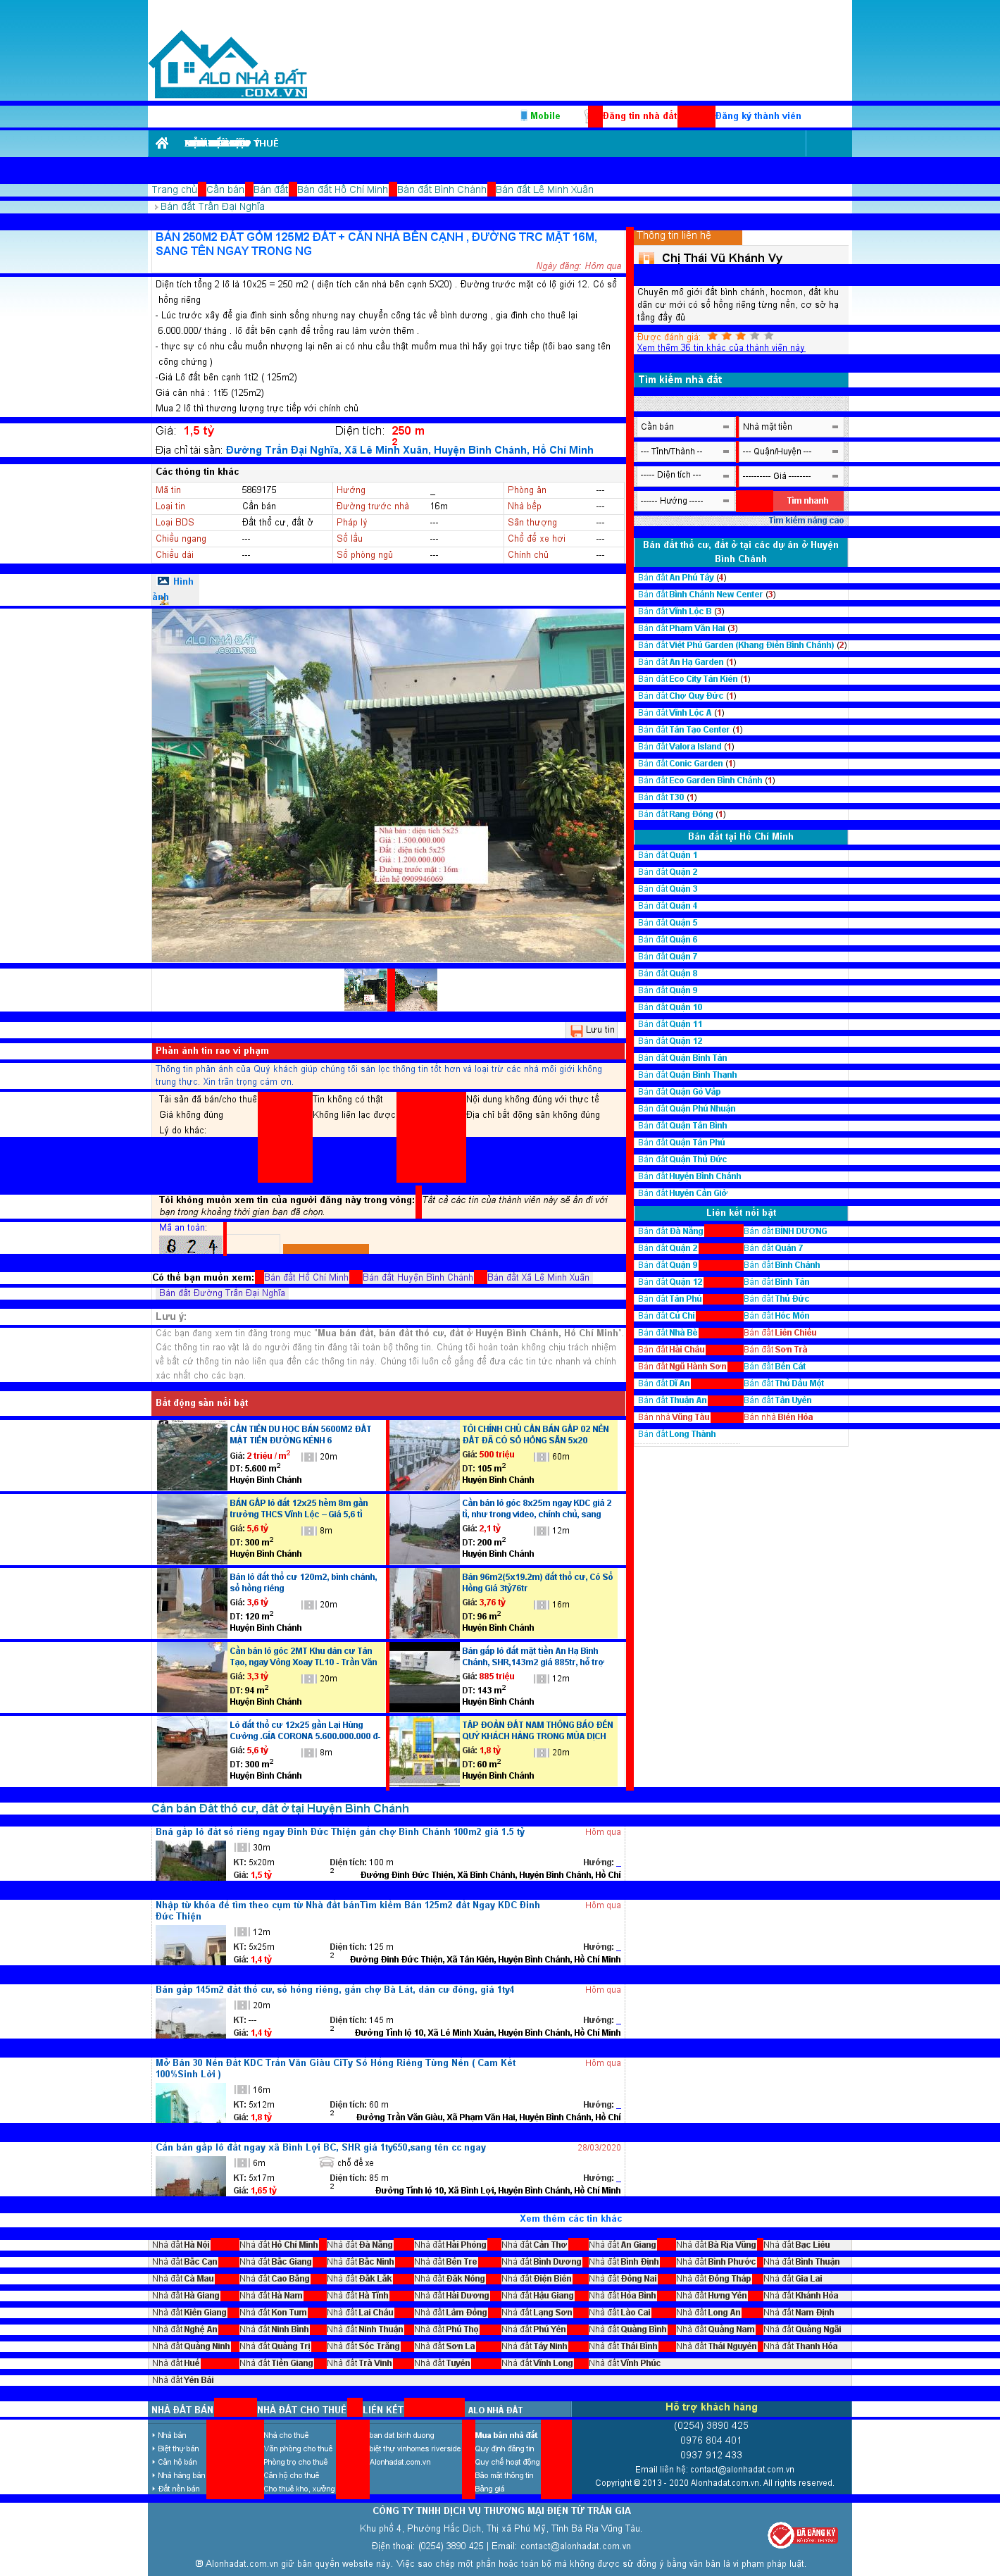 ALO NHÀ ĐẤT
.COM.VN
Mobile
Đăng tin nhà đất
Đăng ký thành viên
Trang chủ
Cần bán
Bán đất
Bán đất Hồ Chí Minh
Bán đất Bình Chánh
Bán đất Lê Minh Xuân
Bán đất Trần Đại Nghĩa
BÁN 250M2 ĐẤT GỒM 125M2 ĐẤT + CĂN NHÀ BÊN CẠNH , ĐƯỜNG TRC MẶT 16M, SANG TÊN NGAY TRONG NG
Ngày đăng: Hôm qua
Diện tích tổng 2 lô là 10x25 = 250 m2 ( diện tích căn nhà bên cạnh 5X20) . Đường trước mặt có lộ giới 12. Có sổ
hồng riêng
- Lúc trước xây để gia đình sinh sống nhưng nay chuyển công tác về bình dương , gia đình cho thuê lại
6.000.000/ tháng . lô đất bên cạnh để trồng rau làm vườn thêm .
- thực sự có nhu cầu muốn nhượng lại nên ai có nhu cầu thật muốn mua thì hãy gọi trực tiếp (tôi bao sang tên
công chứng )
-Giá Lô đất bên cạnh 1tỉ2 ( 125m2)
Giá căn nhà : 1tỉ5 (125m2)
Mua 2 lô thì thương lượng trực tiếp với chính chủ
Giá: 1,5 tỷ
Diện tích: 250 m2
Địa chỉ tài sản: Đường Trần Đại Nghĩa, Xã Lê Minh Xuân, Huyện Bình Chánh, Hồ Chí Minh
Các thông tin khác
Mã tin 5869175 Hướng _ Phòng ăn ---
Loại tin Cần bán Đường trước nhà 16m Nhà bếp ---
Loại BDS Đất thổ cư, đất ở Pháp lý --- Sân thượng ---
Chiều ngang --- Số lầu --- Chổ để xe hơi ---
Chiều dài --- Số phòng ngủ --- Chính chủ ---
Hình ảnh
ALO NHÀ ĐẤT
.com.vn
- Nhà bán : diện tích 5x25
- Giá : 1.500.000.000
- Đất : diện tích 5x25
- Giá : 1.200.000.000
- Đường trước mặt : 16m
Liên hệ 0909946069
Lưu tin
Phản ánh tin rao vi phạm
Thông tin phản ánh của Quý khách giúp chúng tôi sàn lọc thông tin tốt hơn và loại trừ các nhà môi giới không
trung thực. Xin trân trọng cám ơn.
Tài sản đã bán/cho thuê
Tin không có thật
Nội dung không đúng với thực tế
Giá không đúng
Không liên lạc được
Địa chỉ bất động sản không đúng
Lý do khác:
Tôi không muốn xem tin của người đăng này trong vòng: Tất cả các tin của thành viên này sẽ ẩn đi với
bạn trong khoảng thời gian bạn đã chọn.
Mã an toàn:
824
Có thể bạn muốn xem:
Bán đất Hồ Chí Minh
Bán đất Huyện Bình Chánh
Bán đất Xã Lê Minh Xuân
Bán đất Đường Trần Đại Nghĩa
Lưu ý:
Các bạn đang xem tin đăng trong mục "Mua bán đất, bán đất thổ cư, đất ở Huyện Bình Chánh, Hồ Chí Minh"
Các thông tin rao vặt là do người đăng tin đăng tải toàn bộ thông tin. Chúng tôi hoàn toàn không chịu trách nhiệm
về bất cứ thông tin nào liên qua đến các thông tin này. Chúng tôi luôn cố gắng để đưa các tin tức nhanh và chính
xác nhất cho các bạn.
Bất động sản nổi bật
CẦN TIỀN DU HỌC BÁN 5600M2 ĐẤT MẶT TIỀN ĐƯỜNG KÊNH 6
Giá: 2 triệu / m2 20m
DT: 5.600 m2
Huyện Bình Chánh
TÔI CHÍNH CHỦ CẦN BÁN GẤP 02 NỀN ĐẤT ĐÃ CÓ SỔ HỒNG SẴN 5x20
Giá: 500 triệu 60m
DT: 105 m2
Huyện Bình Chánh
BÁN GẤP lô đất 12x25 hẻm 8m gần trường THCS Vĩnh Lộc – Giá 5,6 tỉ
Giá: 5,6 tỷ 8m
DT: 300 m2
Huyện Bình Chánh
Cần bán lô góc 8x25m ngay KDC giá 2 tỉ, như trong video, chính chủ, sang
Giá: 2,1 tỷ 12m
DT: 200 m2
Huyện Bình Chánh
Bán lô đất thổ cư 120m2, bình chánh, sổ hồng riêng
Giá: 3,6 tỷ 20m
DT: 120 m2
Huyện Bình Chánh
Bán 96m2(5x19.2m) đất thổ cư, Có Sổ Hồng Giá 3tỷ76tr
Giá: 3,76 tỷ 16m
DT: 96 m2
Huyện Bình Chánh
Cần bán lô góc 2MT Khu dân cư Tân Tạo, ngay Vòng Xoay TL10 - Trần Văn
Giá: 3,3 tỷ 20m
DT: 94 m2
Huyện Bình Chánh
Bán gấp lô đất mặt tiền An Hạ Bình Chánh, SHR,143m2 giá 885tr, hỗ trợ
Giá: 885 triệu 12m
DT: 143 m2
Huyện Bình Chánh
Lô đất thổ cư 12x25 gần Lại Hùng Cường .GÍA CORONA 5.600.000.000 đ-
Giá: 5,6 tỷ 8m
DT: 300 m2
Huyện Bình Chánh
TẬP ĐOÀN ĐẤT NAM THÔNG BÁO ĐẾN QUÝ KHÁCH HÀNG TRONG MÙA DỊCH
Giá: 1,8 tỷ 20m
DT: 60 m2
Huyện Bình Chánh
Thông tin liên hệ
Chị Thái Vũ Khánh Vy
Chuyên mô giới đất bình chánh, hocmon, đất khu
dân cư mới có sổ hồng riêng từng nền, cơ sở hạ
tầng đầy đủ
Được đánh giá:
Xem thêm 36 tin khác của thành viên này
Tìm kiếm nhà đất
Cần bán
Nhà mặt tiền
--- Tỉnh/Thành --
--- Quận/Huyện ---
----- Diện tích ---
---------- Giá --------
------ Hướng -----
Tìm nhanh
Tìm kiếm nâng cao
Bán đất thổ cư, đất ở tại các dự án ở Huyện
Bình Chánh
Bán đất An Phú Tây (4)
Bán đất Bình Chánh New Center (3)
Bán đất Vĩnh Lộc B (3)
Bán đất Phạm Văn Hai (3)
Bán đất Việt Phú Garden (Khang Điền Bình Chánh) (2)
Bán đất An Hạ Garden (1)
Bán đất Eco City Tân Kiên (1)
Bán đất Chợ Quy Đức (1)
Bán đất Vĩnh Lộc A (1)
Bán đất Tân Tạo Center (1)
Bán đất Valora Island (1)
Bán đất Conic Garden (1)
Bán đất Eco Garden Bình Chánh (1)
Bán đất T30 (1)
Bán đất Rạng Đông (1)
Bán đất tại Hồ Chí Minh
Bán đất Quận 1
Bán đất Quận 2
Bán đất Quận 3
Bán đất Quận 4
Bán đất Quận 5
Bán đất Quận 6
Bán đất Quận 7
Bán đất Quận 8
Bán đất Quận 9
Bán đất Quận 10
Bán đất Quận 11
Bán đất Quận 12
Bán đất Quận Bình Tân
Bán đất Quận Bình Thạnh
Bán đất Quận Gò Vấp
Bán đất Quận Phú Nhuận
Bán đất Quận Tân Bình
Bán đất Quận Tân Phú
Bán đất Quận Thủ Đức
Bán đất Huyện Bình Chánh
Bán đất Huyện Cần Giờ
Liên kết nổi bật
Bán đất Đà Nẵng Bán đất BÌNH DƯƠNG
Bán đất Quận 2 Bán đất Quận 7
Bán đất Quận 9 Bán đất Bình Chánh
Bán đất Quận 12 Bán đất Bình Tân
Bán đất Tân Phú Bán đất Thủ Đức
Bán đất Củ Chi Bán đất Hóc Môn
Bán đất Nhà Bè Bán đất Liên Chiểu
Bán đất Hải Châu Bán đất Sơn Trà
Bán đất Ngũ Hành Sơn Bán đất Bến Cát
Bán đất Dĩ An Bán đất Thủ Dầu Một
Bán đất Thuận An Bán đất Tân Uyên
Bán nhà Vũng Tàu Bán nhà Biên Hòa
Bán đất Long Thành
Cần bán Đất thổ cư, đất ở tại Huyện Bình Chánh
Bná gấp lô đất sổ riêng ngay Đinh Đức Thiện gần chợ Bình Chánh 100m2 giá 1.5 tỷ
Hôm qua
30m
KT: 5x20m Diện tích: 100 m2 Hướng: _
Giá: 1,5 tỷ Đường Đinh Đức Thiện, Xã Bình Chánh, Huyện Bình Chánh, Hồ Chí
Nhập từ khóa để tìm theo cụm từ Nhà đất bánTìm kiếm Bán 125m2 đất Ngay KDC Đinh
Đức Thiện
Hôm qua
12m
KT: 5x25m Diện tích: 125 m2 Hướng: _
Giá: 1,4 tỷ Đường Đinh Đức Thiện, Xã Tân Kiên, Huyện Bình Chánh, Hồ Chí Minh
Bán gấp 145m2 đất thổ cư, sổ hồng riêng, gần chợ Bà Lát, dân cư đông, giá 1ty4
Hôm qua
20m
KT: --- Diện tích: 145 m2 Hướng: _
Giá: 1,4 tỷ Đường Tỉnh lộ 10, Xã Lê Minh Xuân, Huyện Bình Chánh, Hồ Chí Minh
Mở Bán 30 Nền Đất KDC Trần Văn Giàu CiTy Sổ Hồng Riêng Từng Nền ( Cam Kết
100%Sinh Lời )
Hôm qua
16m
KT: 5x12m Diện tích: 60 m2 Hướng: _
Giá: 1,8 tỷ Đường Trần Văn Giàu, Xã Phạm Văn Hai, Huyện Bình Chánh, Hồ Chí
Cần bán gấp lô đất ngay xã Bình Lợi BC, SHR giá 1ty650,sang tên cc ngay
28/03/2020
6m chỗ để xe
KT: 5x17m Diện tích: 85 m2 Hướng: _
Giá: 1,65 tỷ Đường Tỉnh lộ 10, Xã Bình Lợi, Huyện Bình Chánh, Hồ Chí Minh
Xem thêm các tin khác
Nhà đất Hà Nội Nhà đất Hồ Chí Minh Nhà đất Đà Nẵng Nhà đất Hải Phòng Nhà đất Cần Thơ Nhà đất An Giang Nhà đất Bà Rịa Vũng Nhà đất Bạc Liêu
Nhà đất Bắc Cạn Nhà đất Bắc Giang Nhà đất Bắc Ninh Nhà đất Bến Tre Nhà đất Bình Dương Nhà đất Bình Định Nhà đất Bình Phước Nhà đất Bình Thuận
Nhà đất Cà Mau Nhà đất Cao Bằng Nhà đất Đắk Lắk Nhà đất Đăk Nông Nhà đất Điện Biên Nhà đất Đồng Nai Nhà đất Đồng Tháp Nhà đất Gia Lai
Nhà đất Hà Giang Nhà đất Hà Nam Nhà đất Hà Tĩnh Nhà đất Hải Dương Nhà đất Hậu Giang Nhà đất Hòa Bình Nhà đất Hưng Yên Nhà đất Khánh Hòa
Nhà đất Kiên Giang Nhà đất Kon Tum Nhà đất Lai Châu Nhà đất Lâm Đồng Nhà đất Lạng Sơn Nhà đất Lào Cai Nhà đất Long An Nhà đất Nam Định
Nhà đất Nghệ An Nhà đất Ninh Bình Nhà đất Ninh Thuận Nhà đất Phú Thọ Nhà đất Phú Yên Nhà đất Quảng Bình Nhà đất Quảng Nam Nhà đất Quảng Ngãi
Nhà đất Quảng Ninh Nhà đất Quảng Trị Nhà đất Sóc Trăng Nhà đất Sơn La Nhà đất Tây Ninh Nhà đất Thái Bình Nhà đất Thái Nguyên Nhà đất Thanh Hóa
Nhà đất Huế Nhà đất Tiền Giang Nhà đất Trà Vinh Nhà đất Tuyên Nhà đất Vĩnh Long Nhà đất Vĩnh Phúc
Nhà đất Yên Bái
NHÀ ĐẤT BÁN NHÀ ĐẤT CHO THUÊ LIÊN KẾT ALO NHÀ ĐẤT
Nhà bán Nhà cho thuê ban dat binh duong Mua bán nhà đất
Biệt thự bán Văn phòng cho thuê biệt thự vinhomes riverside Quy định đăng tin
Căn hộ bán Phòng trọ cho thuê Alonhadat.com.vn Quy chế hoạt động
Nhà hàng bán Căn hộ cho thuê Bảo mật thông tin
Đất nền bán Cho thuê kho, xưởng Bảng giá
Hỗ trợ khách hàng
(0254) 3890 425
0976 804 401
0937 912 433
Email liên hệ: contact@alonhadat.com.vn
Copyright © 2013 - 2020 Alonhadat.com.vn. All rights reserved.
CÔNG TY TNHH DỊCH VỤ THƯƠNG MẠI ĐIỆN TỬ TRẦN GIA
Khu phố 4, Phường Hắc Dịch, Thị xã Phú Mỹ, Tỉnh Bà Rịa Vũng Tàu.
Điện thoại: (0254) 3890 425 | Email: contact@alonhadat.com.vn
® Alonhadat.com.vn giữ bản quyền website này. Việc sao chép một phần hoặc toàn bộ mà không được sử đồng ý bằng văn bản là vi phạm pháp luật.
ĐÃ ĐĂNG KÝ